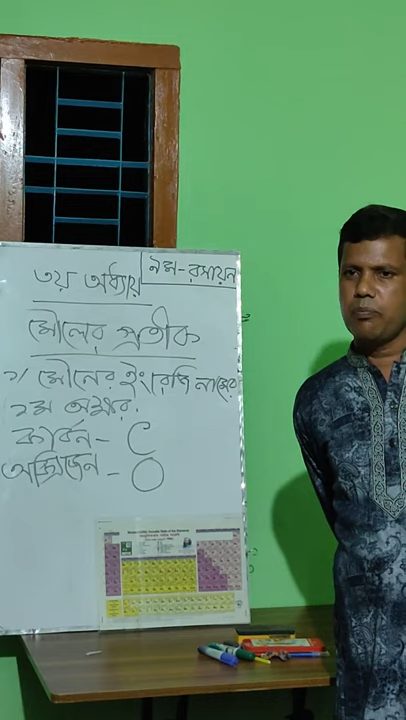 ৩য় অধ্যায়
৯ম-রসায়ন
মৌলের প্রতীক
১/ মৌলের ইংরেজি নামের
১ম অক্ষর.
কার্বন - C
অক্সিজেন - O